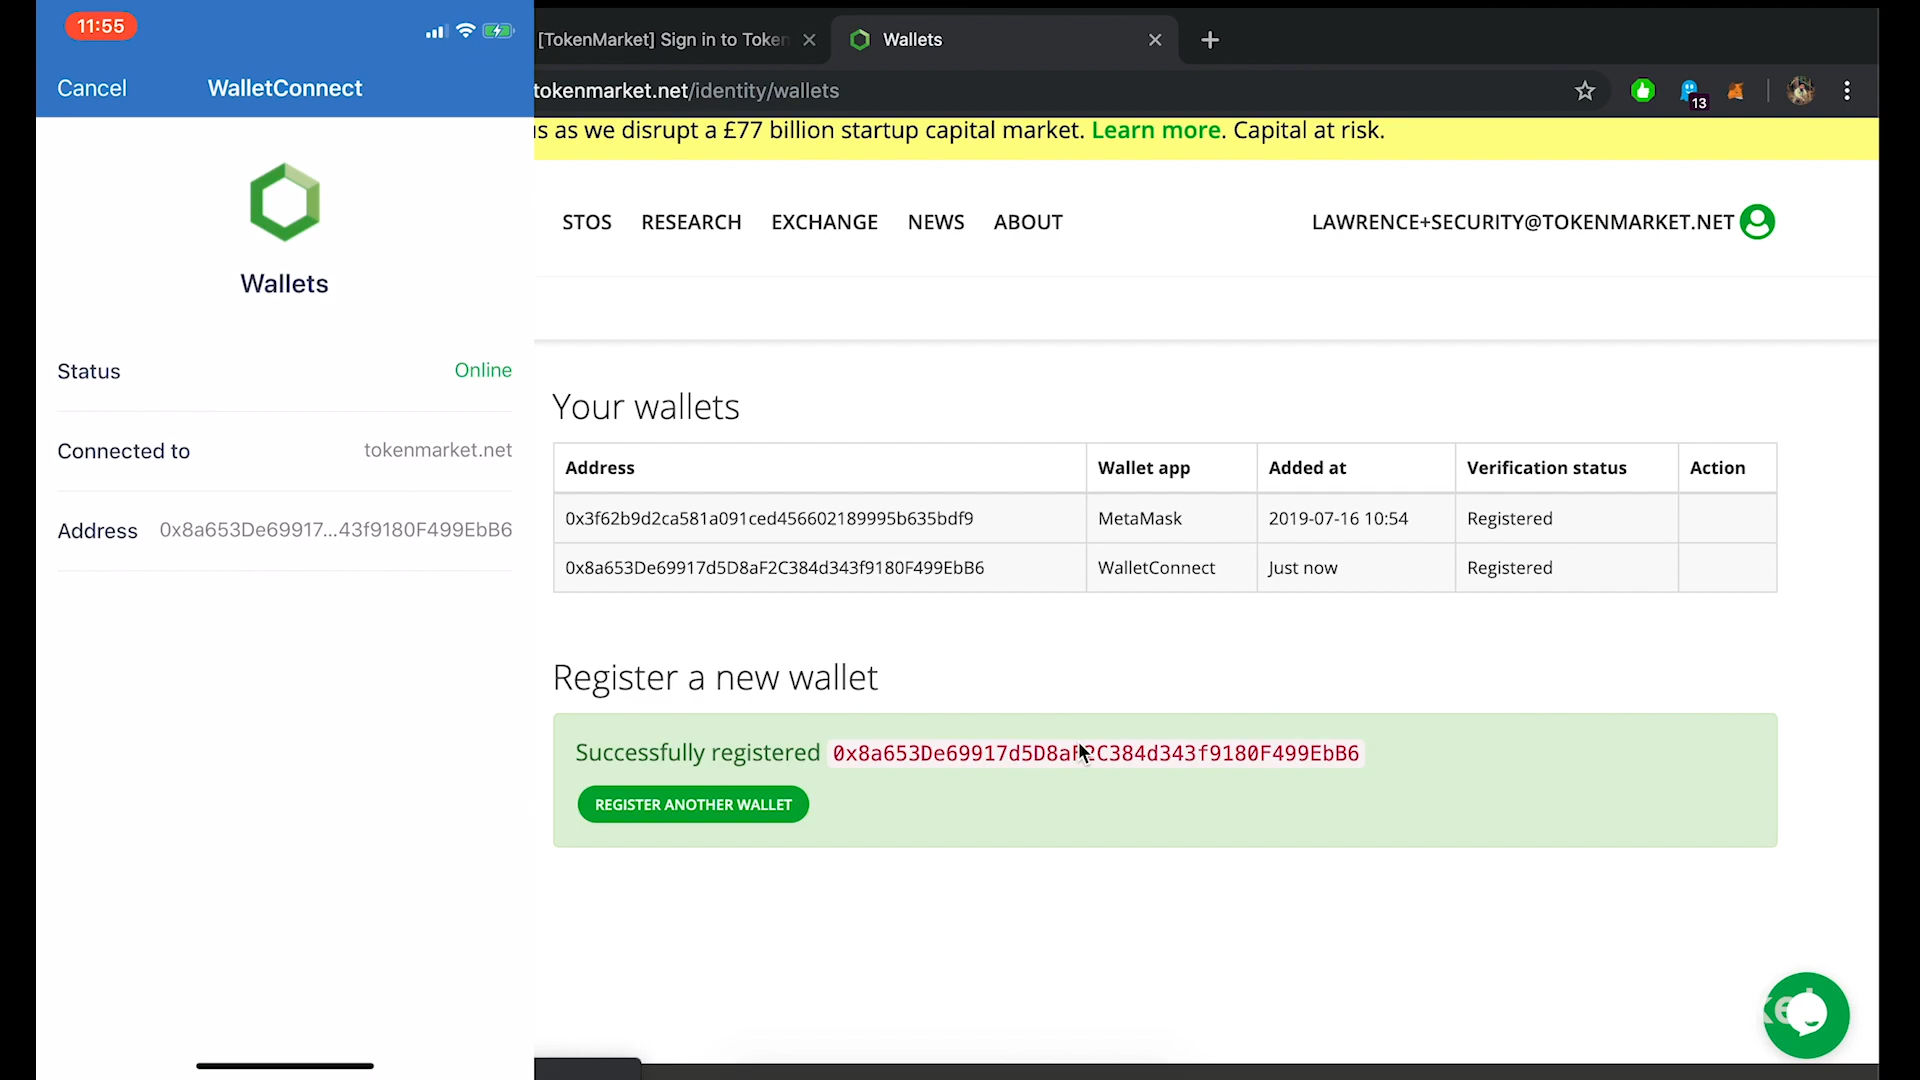 11:55
Cancel
WalletConnect
Wallets
Status
Online
Connected to
tokenmarket.net
Address
0x8a653De69917...43f9180F499EbB6
[TokenMarket] Sign in to Token
Wallets
tokenmarket.net/identity/wallets
13
s as we disrupt a £77 billion startup capital market. Learn more. Capital at risk.
STOS RESEARCH EXCHANGE NEWS ABOUT
LAWRENCE+SECURITY@TOKENMARKET.NET
Your wallets
Address Wallet app Added at Verification status Action
0x3f62b9d2ca581a091ced456602189995b635bdf9 MetaMask 2019-07-16 10:54 Registered
0x8a653De69917d5D8aF2C384d343f9180F499EbB6 WalletConnect Just now Registered
Register a new wallet
Successfully registered 0x8a653De69917d5D8aF2C384d343f9180F499EbB6
REGISTER ANOTHER WALLET